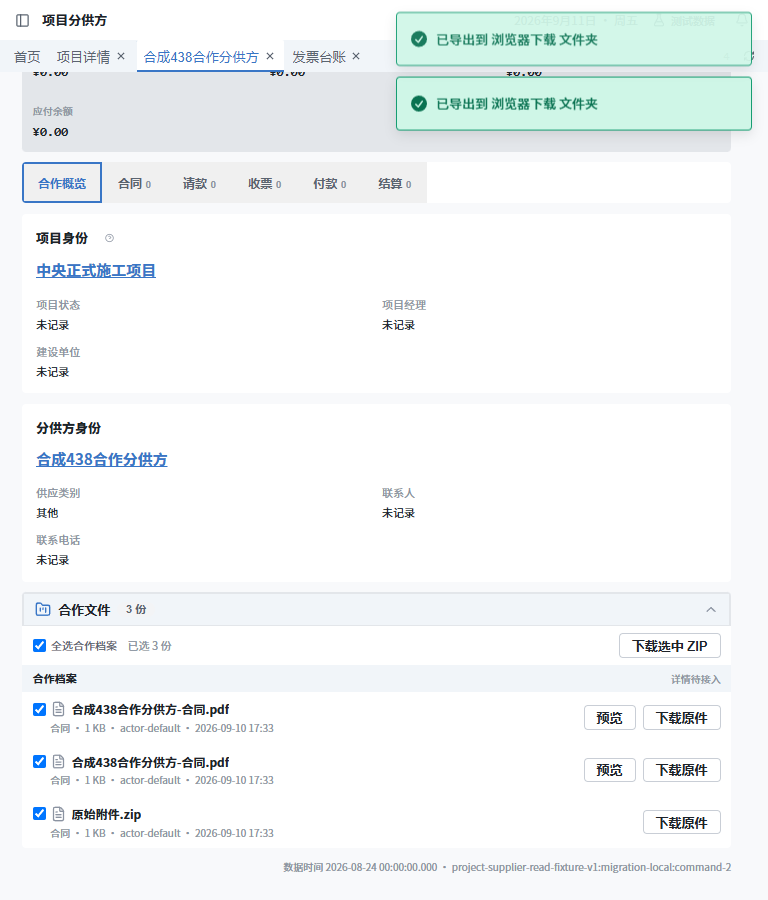 项目分供方
已导出到 浏览器下载 文件夹
首页 项目详情 × 合成438合作分供方 × 发票台账 ×
¥0.00 ¥0.00 ¥0.00
已导出到 浏览器下载 文件夹
应付余额
¥0.00
合作概览 合同 0 请款 0 收票 0 付款 0 结算 0
项目身份
中央正式施工项目
项目状态 项目经理
未记录 未记录
建设单位
未记录
分供方身份
合成438合作分供方
供应类别 联系人
其他 未记录
联系电话
未记录
合作文件 3 份
全选合作档案 已选 3 份 下载选中 ZIP
合作档案 详情待接入
合成438合作分供方-合同.pdf 预览 下载原件
合同 · 1 KB · actor-default · 2026-09-10 17:33
合成438合作分供方-合同.pdf 预览 下载原件
合同 · 1 KB · actor-default · 2026-09-10 17:33
原始附件.zip 下载原件
合同 · 1 KB · actor-default · 2026-09-10 17:33
数据时间 2026-08-24 00:00:00.000 · project-supplier-read-fixture-v1:migration-local:command-2